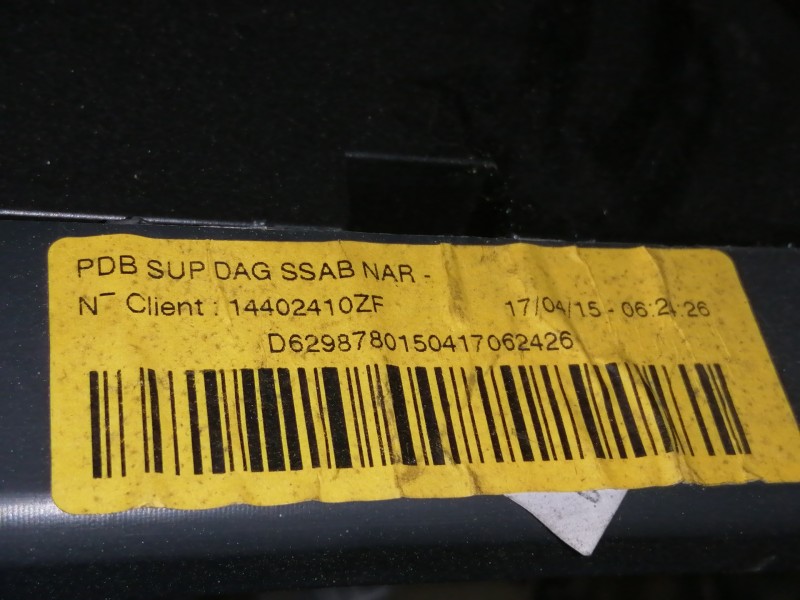 PDB SUP DAG SSAB NAR -
N¯ Client : 14402410ZF 17/04/15 - 06:24:26
D6298780150417062426